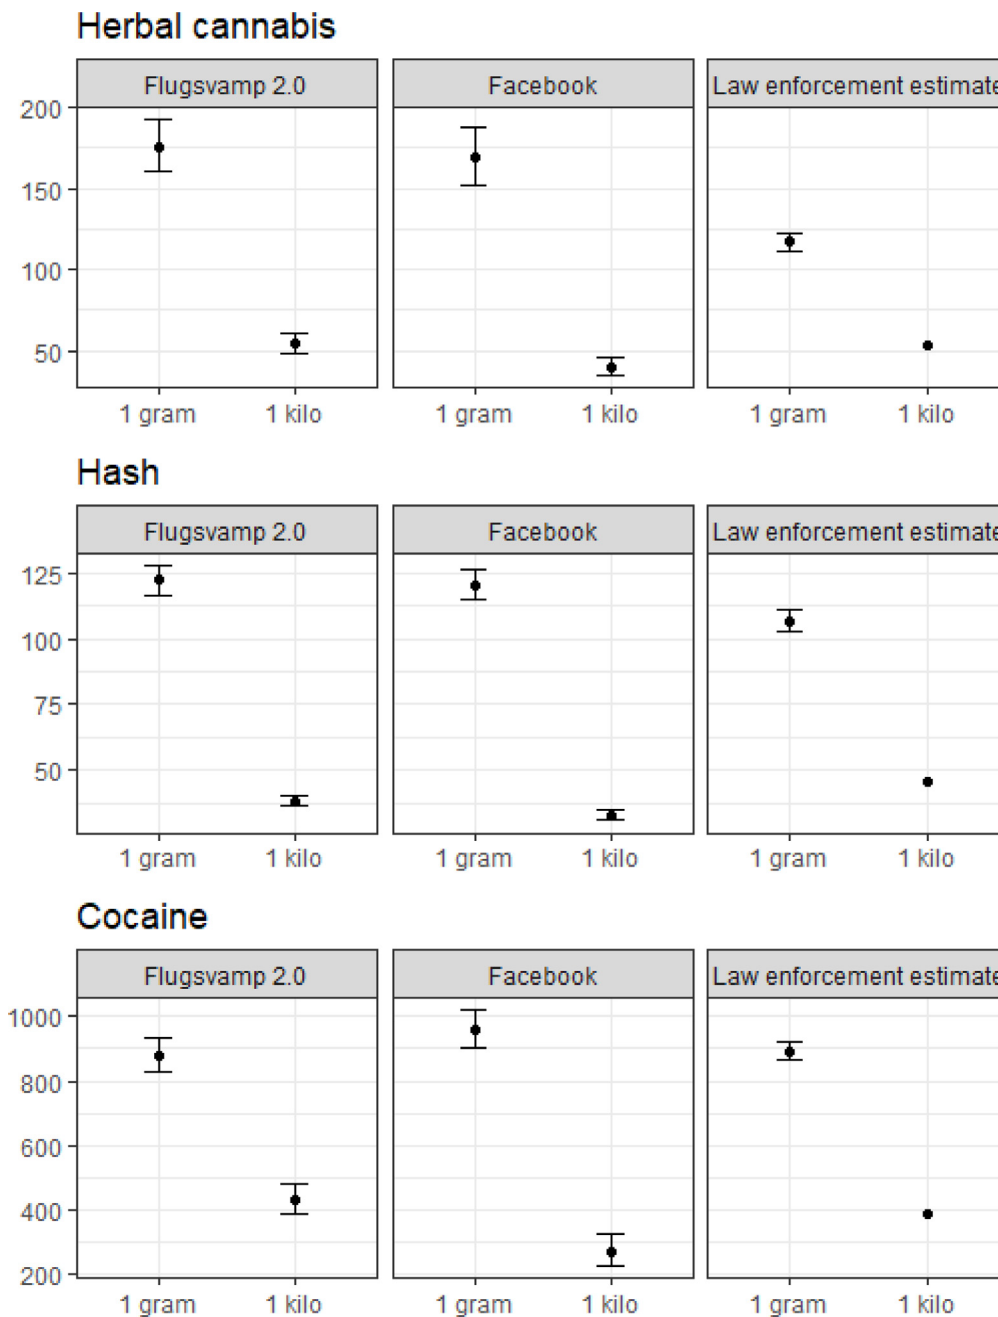 Herbal cannabis
Flugsvamp 2.0 Facebook Law enforcement estimate
200
150
100
50
1 gram 1 kilo 1 gram 1 kilo 1 gram 1 kilo
Hash
Flugsvamp 2.0 Facebook Law enforcement estimate
125
100
75
50
1 gram 1 kilo 1 gram 1 kilo 1 gram 1 kilo
Cocaine
Flugsvamp 2.0 Facebook Law enforcement estimate
1000
800
600
400
200
1 gram 1 kilo 1 gram 1 kilo 1 gram 1 kilo